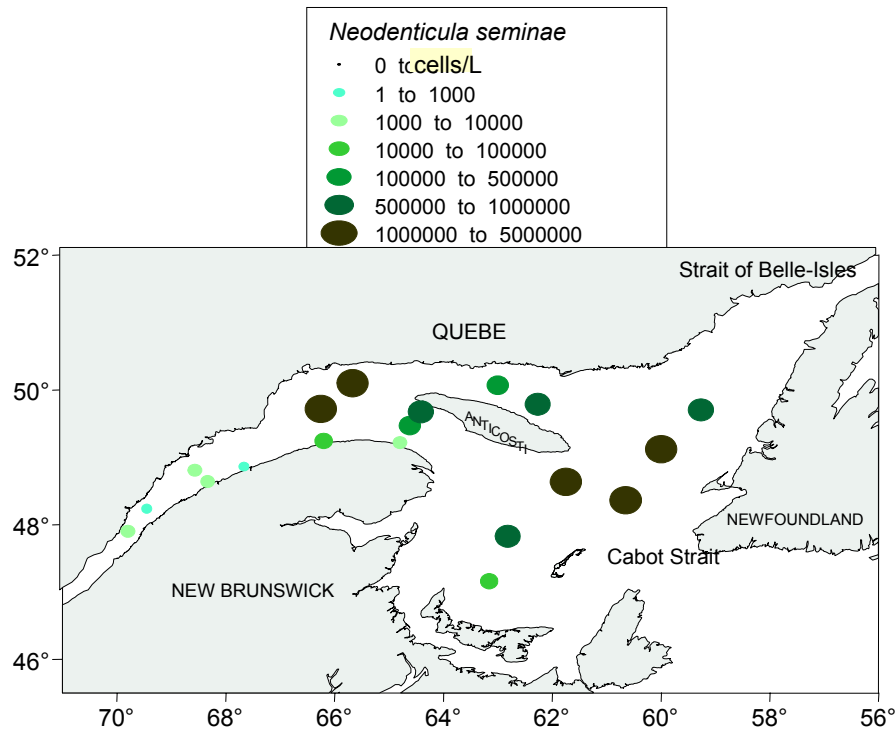 Neodenticula seminae
0 to cells/L
1 to 1000
1000 to 10000
10000 to 100000
100000 to 500000
500000 to 1000000
1000000 to 5000000
52°
Strait of Belle-Isles
QUEBE
50°
ANTICOSTI
48°
NEWFOUNDLAND
Cabot Strait
NEW BRUNSWICK
46°
70° 68° 66° 64° 62° 60° 58° 56°